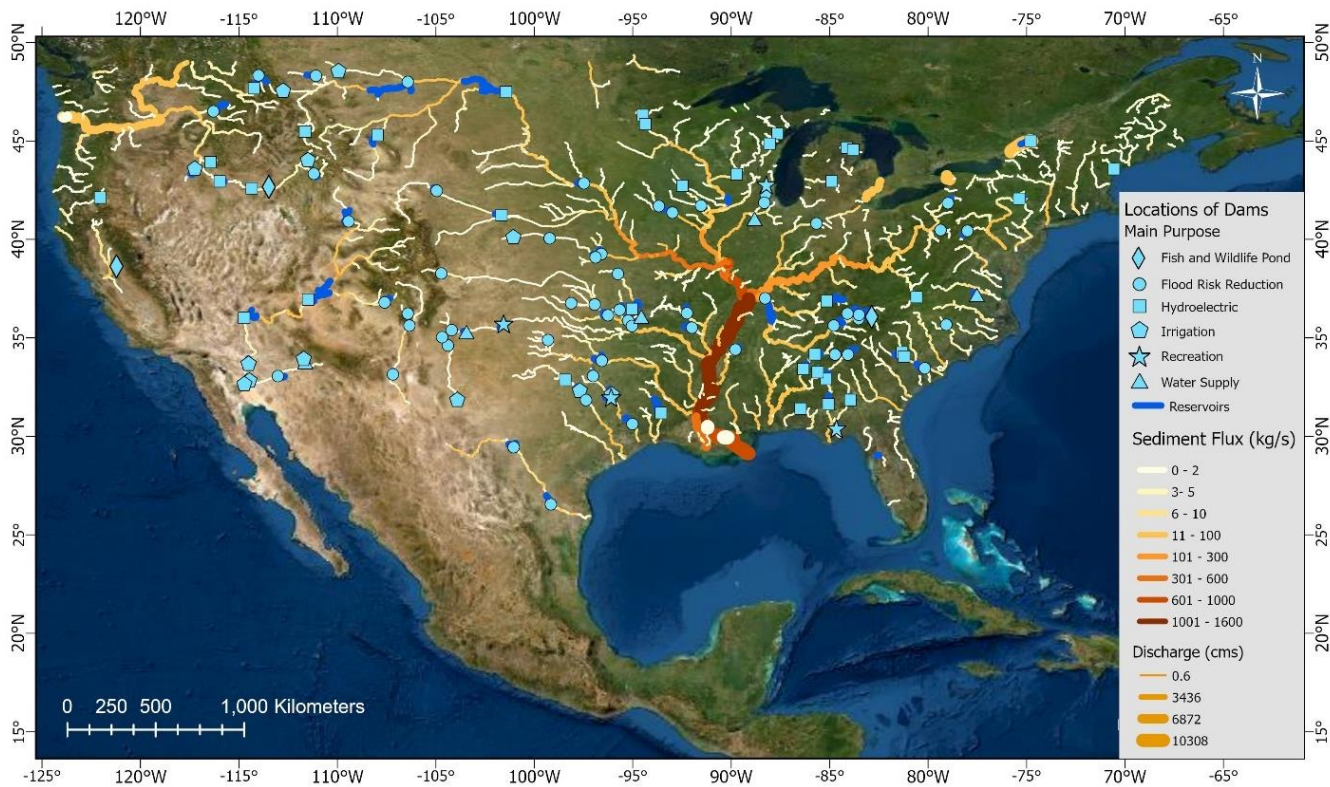 -115° -110° -105° -100° -95° -90° -85° -80° -75° -70° -65°
50°N 50°N
N
45°N 45°N
40°N 40°N
35°N 35°N
30°N 30°N
25°N 25°N
20°N 20°N
15°N 15°N
Locations of Dams
Main Purpose
Fish and Wildlife Pond
Flood Risk Reduction
Hydroelectric
Irrigation
Recreation
Water Supply
Reservoirs
Sediment Flux (kg/s)
0 - 2
3- 5
6 - 10
11 - 100
101 - 300
301 - 600
601 - 1000
1001 - 1600
Discharge (cms)
0.6
3436
6872
10308
0 250 500 1,000 Kilometers
-125° -120° -115° -110° -105° -100° -95° -90° -85° -80° -75° -70° -65°